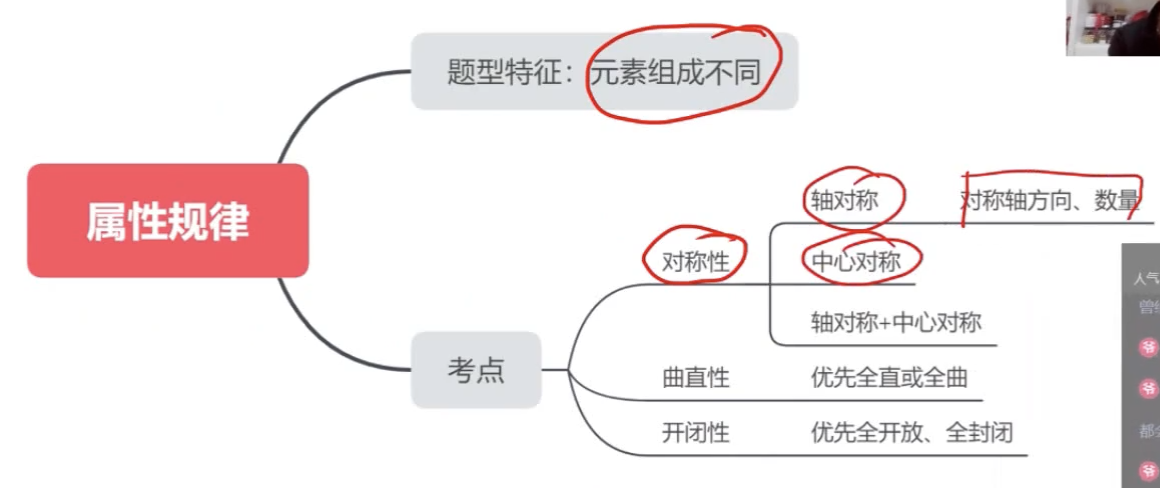 题型特征：元素组成不同
属性规律
轴对称
对称轴方向、数量
对称性
中心对称
轴对称+中心对称
考点
曲直性
优先全直或全曲
开闭性
优先全开放、全封闭
人气